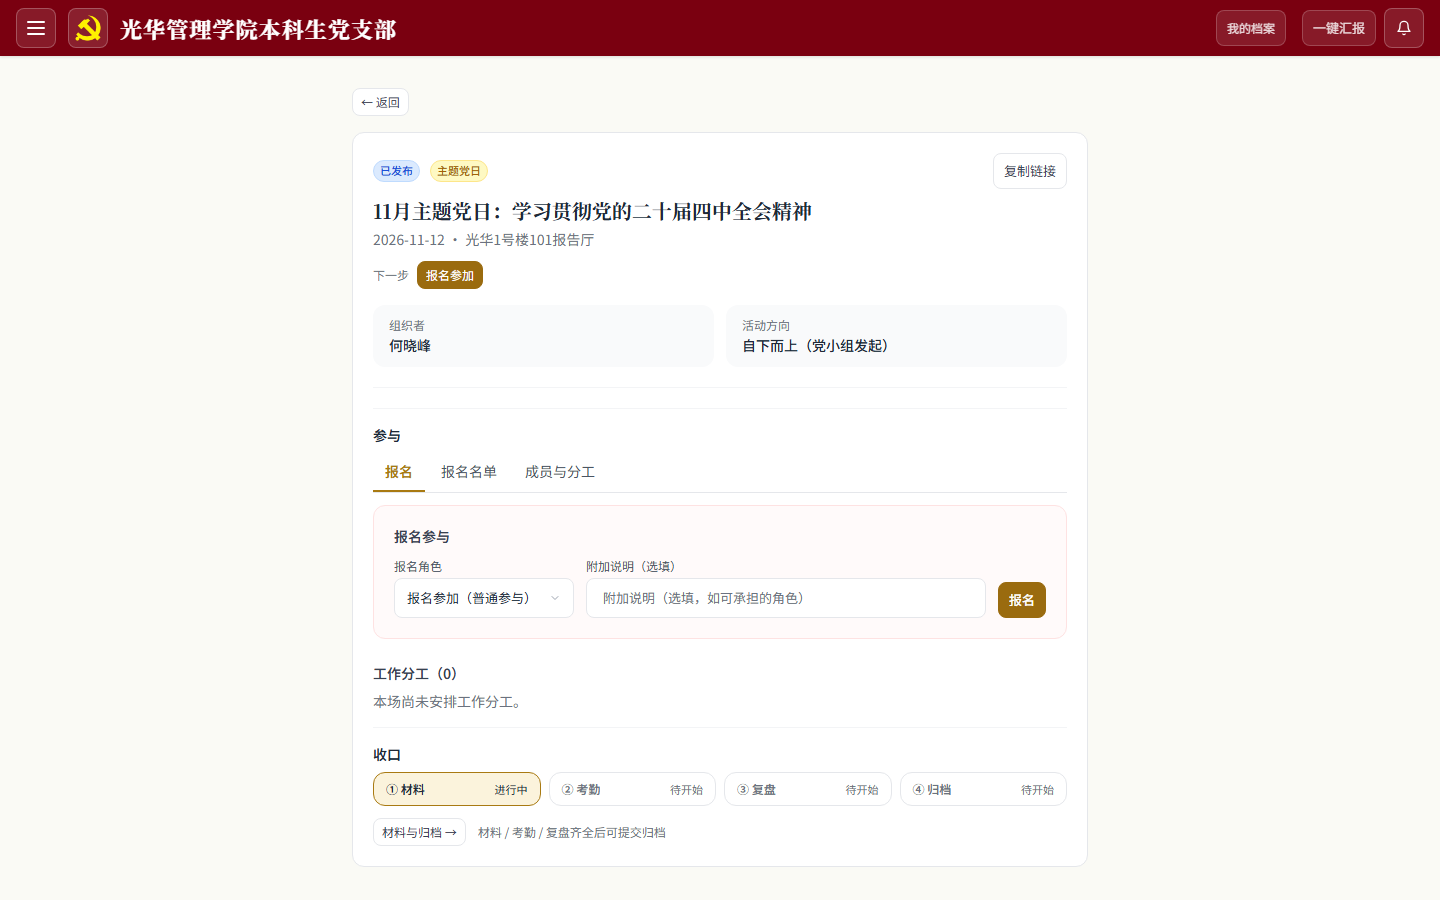 光华管理学院本科生党支部
我的档案
一键汇报
← 返回
已发布
主题党日
复制链接
11月主题党日：学习贯彻党的二十届四中全会精神
2026-11-12 · 光华1号楼101报告厅
下一步
报名参加
组织者
何晓峰
活动方向
自下而上（党小组发起）
参与
报名
报名名单
成员与分工
报名参与
报名角色
附加说明（选填）
报名参加（普通参与）
附加说明（选填，如可承担的角色）
报名
工作分工（0）
本场尚未安排工作分工。
收口
① 材料 进行中
② 考勤 待开始
③ 复盘 待开始
④ 归档 待开始
材料与归档 →
材料 / 考勤 / 复盘齐全后可提交归档